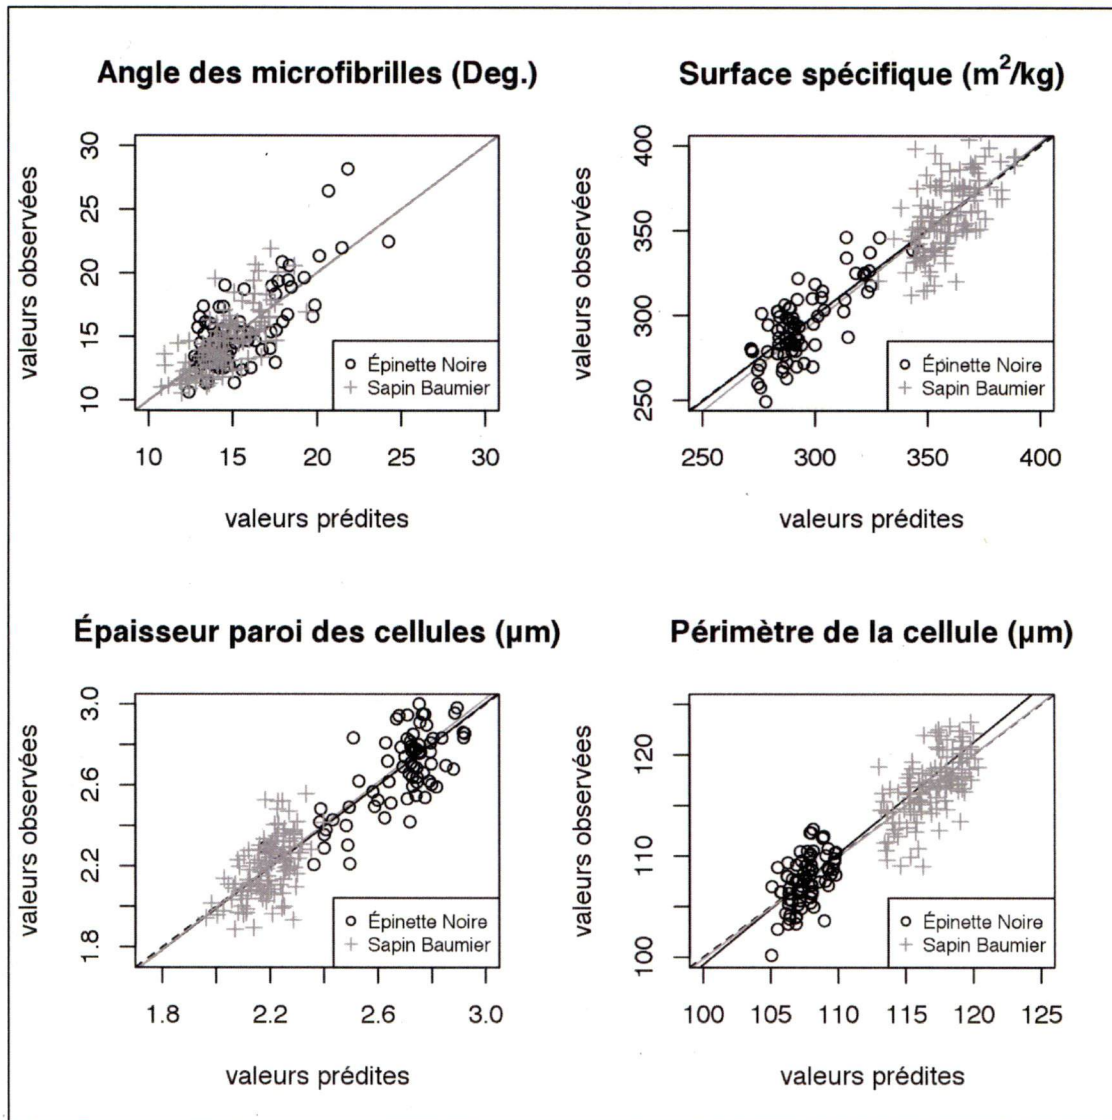 Angle des microfibrilles (Deg.)
valeurs observées
30
25
20
15
10
Épinette Noire
Sapin Baumier
10 15 20 25 30
valeurs prédites
Surface spécifique (m²/kg)
valeurs observées
400
350
300
250
Épinette Noire
Sapin Baumier
250 300 350 400
valeurs prédites
Épaisseur paroi des cellules (µm)
valeurs observées
3.0
2.6
2.2
1.8
Épinette Noire
Sapin Baumier
1.8 2.2 2.6 3.0
valeurs prédites
Périmètre de la cellule (µm)
valeurs observées
120
110
100
Épinette Noire
Sapin Baumier
100 105 110 115 120 125
valeurs prédites